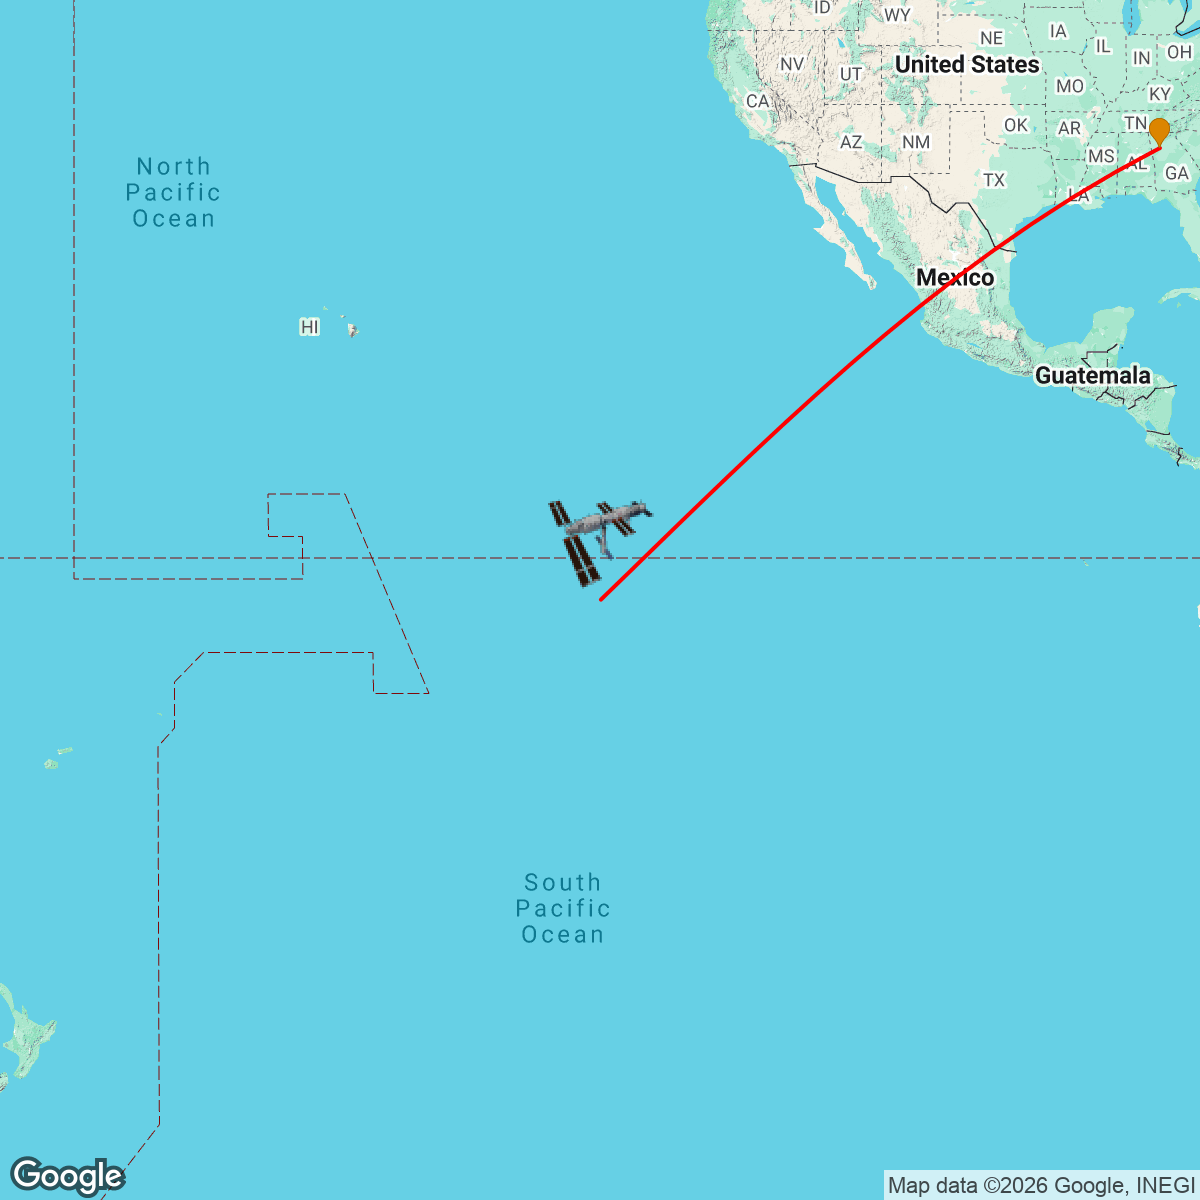 ID
WY
NE
IA
IL
IN
OH
United States
NV
UT
CA
MO
KY
OK
AR
TN
AZ
NM
MS
AL
GA
TX
LA
North
Pacific
Ocean
Mexico
HI
Guatemala
South
Pacific
Ocean
Google
Map data ©2026 Google, INEGI